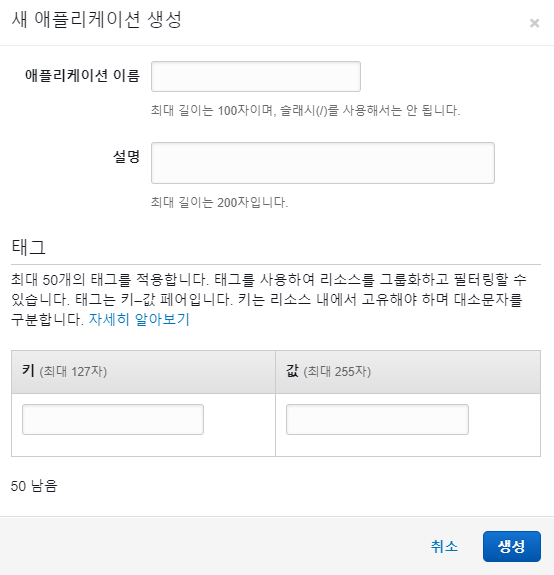 새 애플리케이션 생성
×
애플리케이션 이름
최대 길이는 100자이며, 슬래시(/)를 사용해서는 안 됩니다.
설명
최대 길이는 200자입니다.
태그
최대 50개의 태그를 적용합니다. 태그를 사용하여 리소스를 그룹화하고 필터링할 수
있습니다. 태그는 키–값 페어입니다. 키는 리소스 내에서 고유해야 하며 대소문자를
구분합니다. 자세히 알아보기
키 (최대 127자) 값 (최대 255자)
50 남음
취소 생성